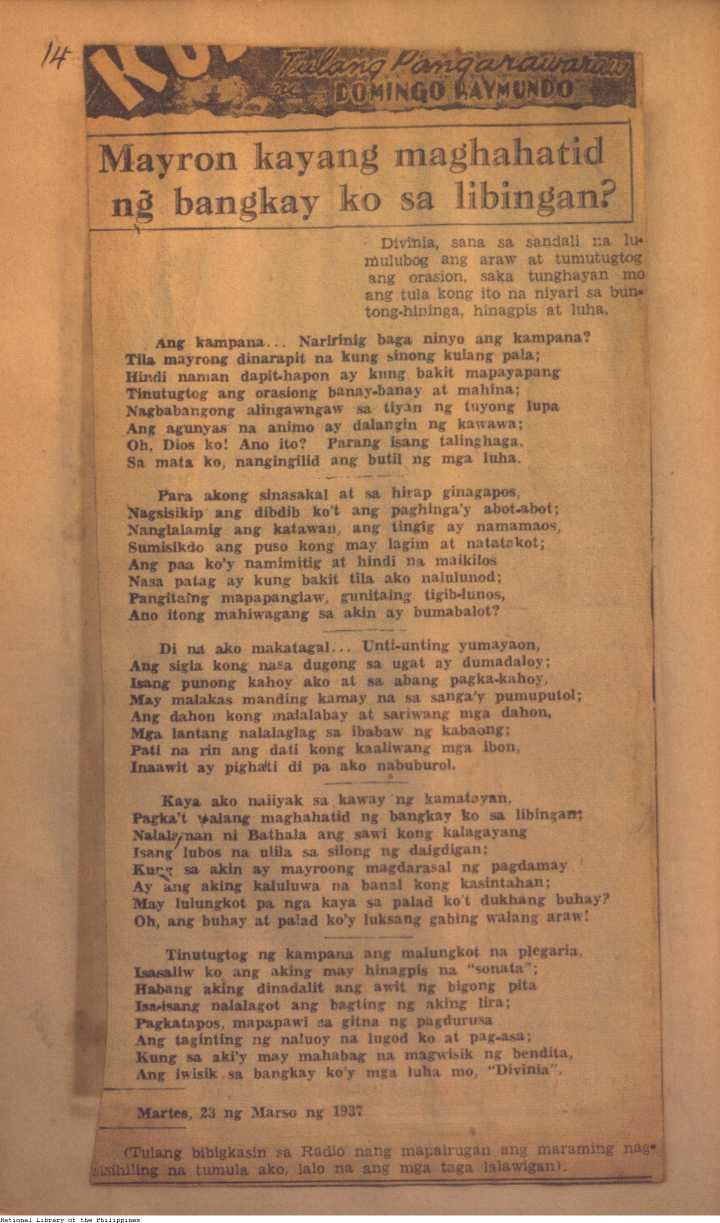 14
KU
Tulang Pangarawaraw
ni DOMINGO RAYMUNDO
Mayron kayang maghahatid
ng̃ bangkay ko sa libingan?
Divinia, sana sa sandali na lu-
mulubog ang araw at tumutugtog
ang orasion, saka tunghayan mo
ang tula kong ito na niyari sa bun-
tong-hininga, hinagpis at luha.
Ang kampana... Naririnig baga ninyo ang kampana?
Tila mayrong dinarapit na kung sinong kulang pala;
Hindi naman dapit-hapon ay kung bakit mapayapang
Tinutugtog ang orasiong banay-banay at mahina;
Nagbabangong alingawngaw sa tiyan ng tuyong lupa
Ang agunyas na animo ay dalangin ng kawawa;
Oh, Dios ko! Ano ito? Parang isang talinghaga,
Sa mata ko, nangingilid ang butil ng mga luha.
Para akong sinasakal at sa hirap ginagapos,
Nagsisikip ang dibdib ko't ang paghinga'y abot-abot;
Nanglalamig ang katawan, ang tingig ay namamaos,
Sumisikdo ang puso kong may lagim at natatakot;
Ang paa ko'y namimitig at hindi na maikilos
Nasa patag ay kung bakit tila ako nalulunod;
Pangitaing mapapanglaw, gunitaing tigib-lunos,
Ano itong mahiwagang sa akin ay bumabalot?
Di na ako makatagal... Unti-unting yumayaon,
Ang sigla kong nasa dugong sa ugat ay dumadaloy;
Isang punong kahoy ako at sa abang pagka-kahoy,
May malakas manding kamay na sa sanga'y pumuputol;
Ang dahon kong malalabay at sariwang mga dahon,
Mga lantang nalalaglag sa ibabaw ng kabaong;
Pati na rin ang dati kong kaaliwang mga ibon,
Inaawit ay pighati di pa ako nabuburol.
Kaya ako naiiyak sa kaway ng kamatayan,
Pagka't walang maghahatid ng bangkay ko sa libingan;
Nalalaman ni Bathala ang sawi kong kalagayang
Isang lubos na ulila sa silong ng daigdigan;
Kung sa akin ay mayroong magdarasal ng pagdamay
Ay ang aking kaluluwa na banal kong kasintahan;
May lulungkot pa nga kaya sa palad ko't dukhang buhay?
Oh, ang buhay at palad ko'y luksang gabing walang araw!
Tinutugtog ng kampana ang malungkot na plegaria,
Isasaliw ko ang aking may hinagpis na "sonata";
Habang aking dinadalit ang awit ng bigong pita
Isa-isang nalalagot ang bagting ng aking lira;
Pagkatapos, mapapawi sa gitna ng pagdurusa
Ang taginting ng naluoy na lugod ko at pag-asa;
Kung sa aki'y may mahabag na magwisik ng bendita,
Ang iwisik sa bangkay ko'y mga luha mo, "Divinia".
Martes, 23 ng Marso ng 1937
(Tulang bibigkasin sa Radio nang mapairugan ang maraming nag-
sisihiling na tumula ako, lalo na ang mga taga lalawigan).
National Library of the Philippines